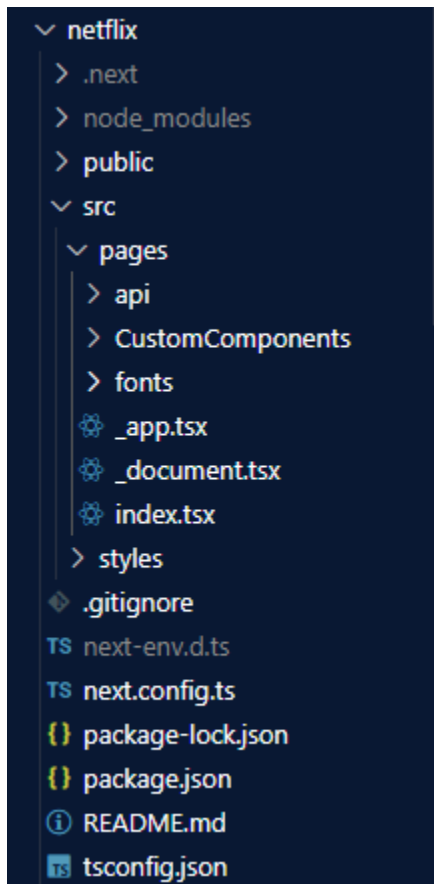 netflix
.next
node_modules
public
src
pages
api
CustomComponents
fonts
_app.tsx
_document.tsx
index.tsx
styles
.gitignore
TS next-env.d.ts
TS next.config.ts
{} package-lock.json
{} package.json
README.md
TS tsconfig.json